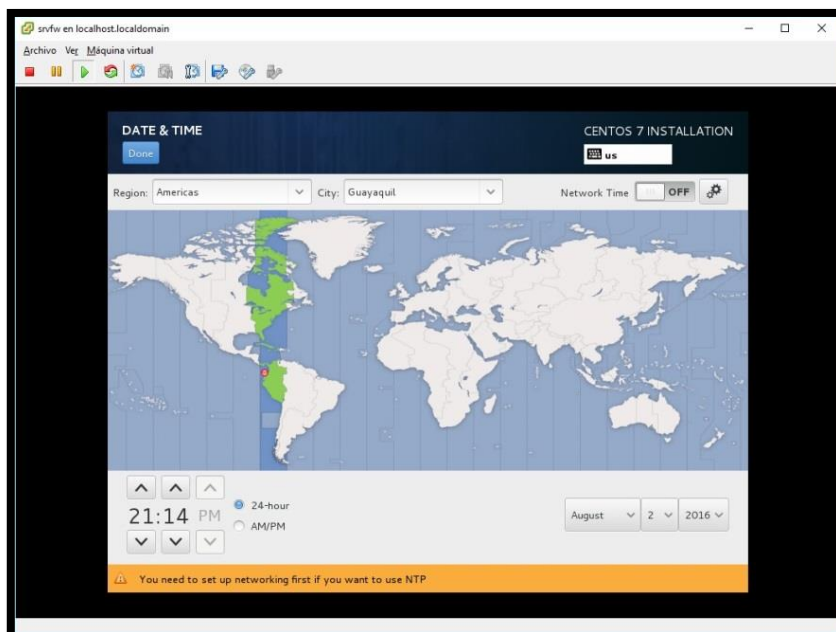 srvfw en localhost.localdomain
Archivo Ver Máquina virtual
DATE & TIME
CENTOS 7 INSTALLATION
Done
us
Region: Americas City: Guayaquil Network Time OFF
21:14 PM
24-hour
AM/PM
August 2 2016
You need to set up networking first if you want to use NTP